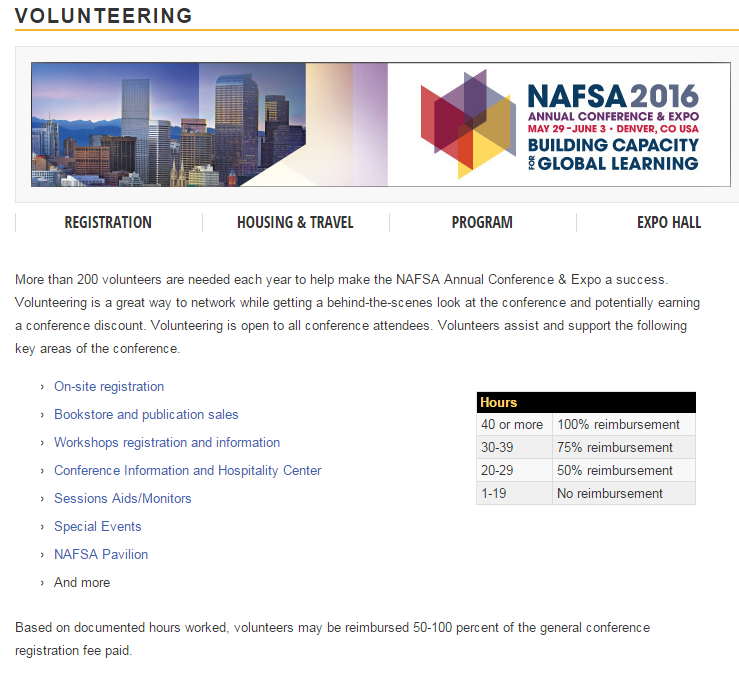 VOLUNTEERING
NAFSA 2016
ANNUAL CONFERENCE & EXPO
MAY 29 - JUNE 3 • DENVER, CO USA
BUILDING CAPACITY
FOR GLOBAL LEARNING
REGISTRATION
HOUSING & TRAVEL
PROGRAM
EXPO HALL
More than 200 volunteers are needed each year to help make the NAFSA Annual Conference & Expo a success.
Volunteering is a great way to network while getting a behind-the-scenes look at the conference and potentially earning
a conference discount. Volunteering is open to all conference attendees. Volunteers assist and support the following
key areas of the conference.
› On-site registration
› Bookstore and publication sales
› Workshops registration and information
› Conference Information and Hospitality Center
› Sessions Aids/Monitors
› Special Events
› NAFSA Pavilion
› And more
Hours
40 or more 100% reimbursement
30-39 75% reimbursement
20-29 50% reimbursement
1-19 No reimbursement
Based on documented hours worked, volunteers may be reimbursed 50-100 percent of the general conference
registration fee paid.